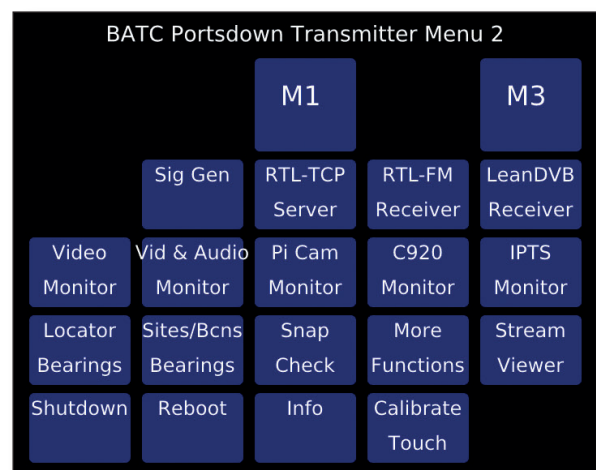 BATC Portsdown Transmitter Menu 2
M1 M3
Sig Gen RTL-TCP RTL-FM LeanDVB
Server Receiver Receiver
Video Vid & Audio Pi Cam C920 IPTS
Monitor Monitor Monitor Monitor Monitor
Locator Sites/Bcns Snap More Stream
Bearings Bearings Check Functions Viewer
Shutdown Reboot Info Calibrate
Touch